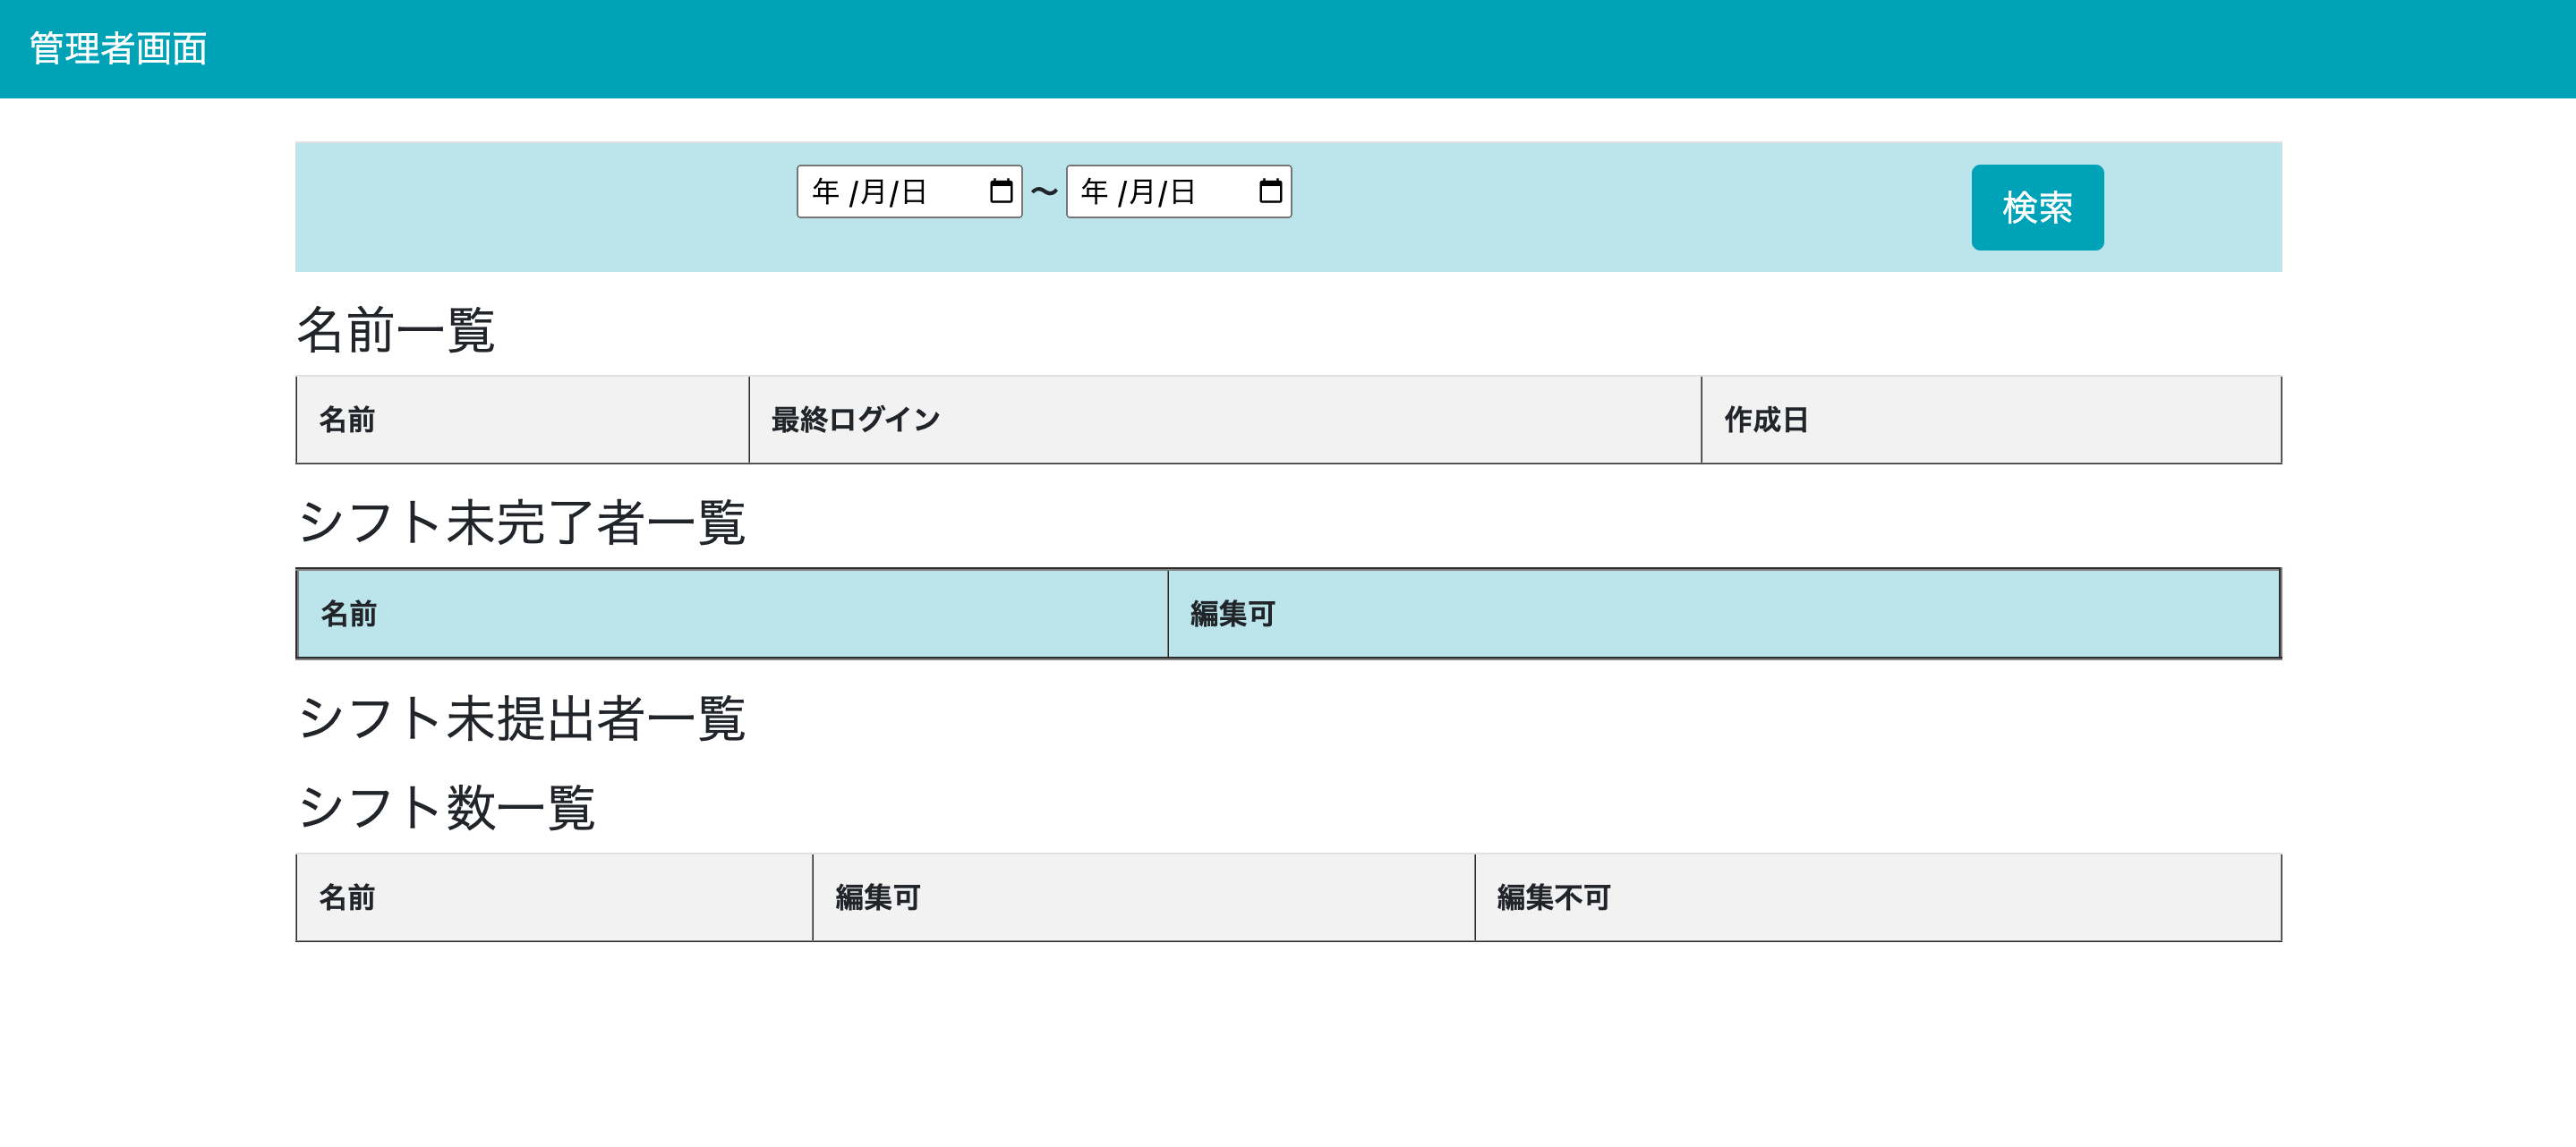 管理者画面
年 /月/日 ～ 年 /月/日 検索
名前一覧
名前 最終ログイン 作成日
シフト未完了者一覧
名前 編集可
シフト未提出者一覧
シフト数一覧
名前 編集可 編集不可